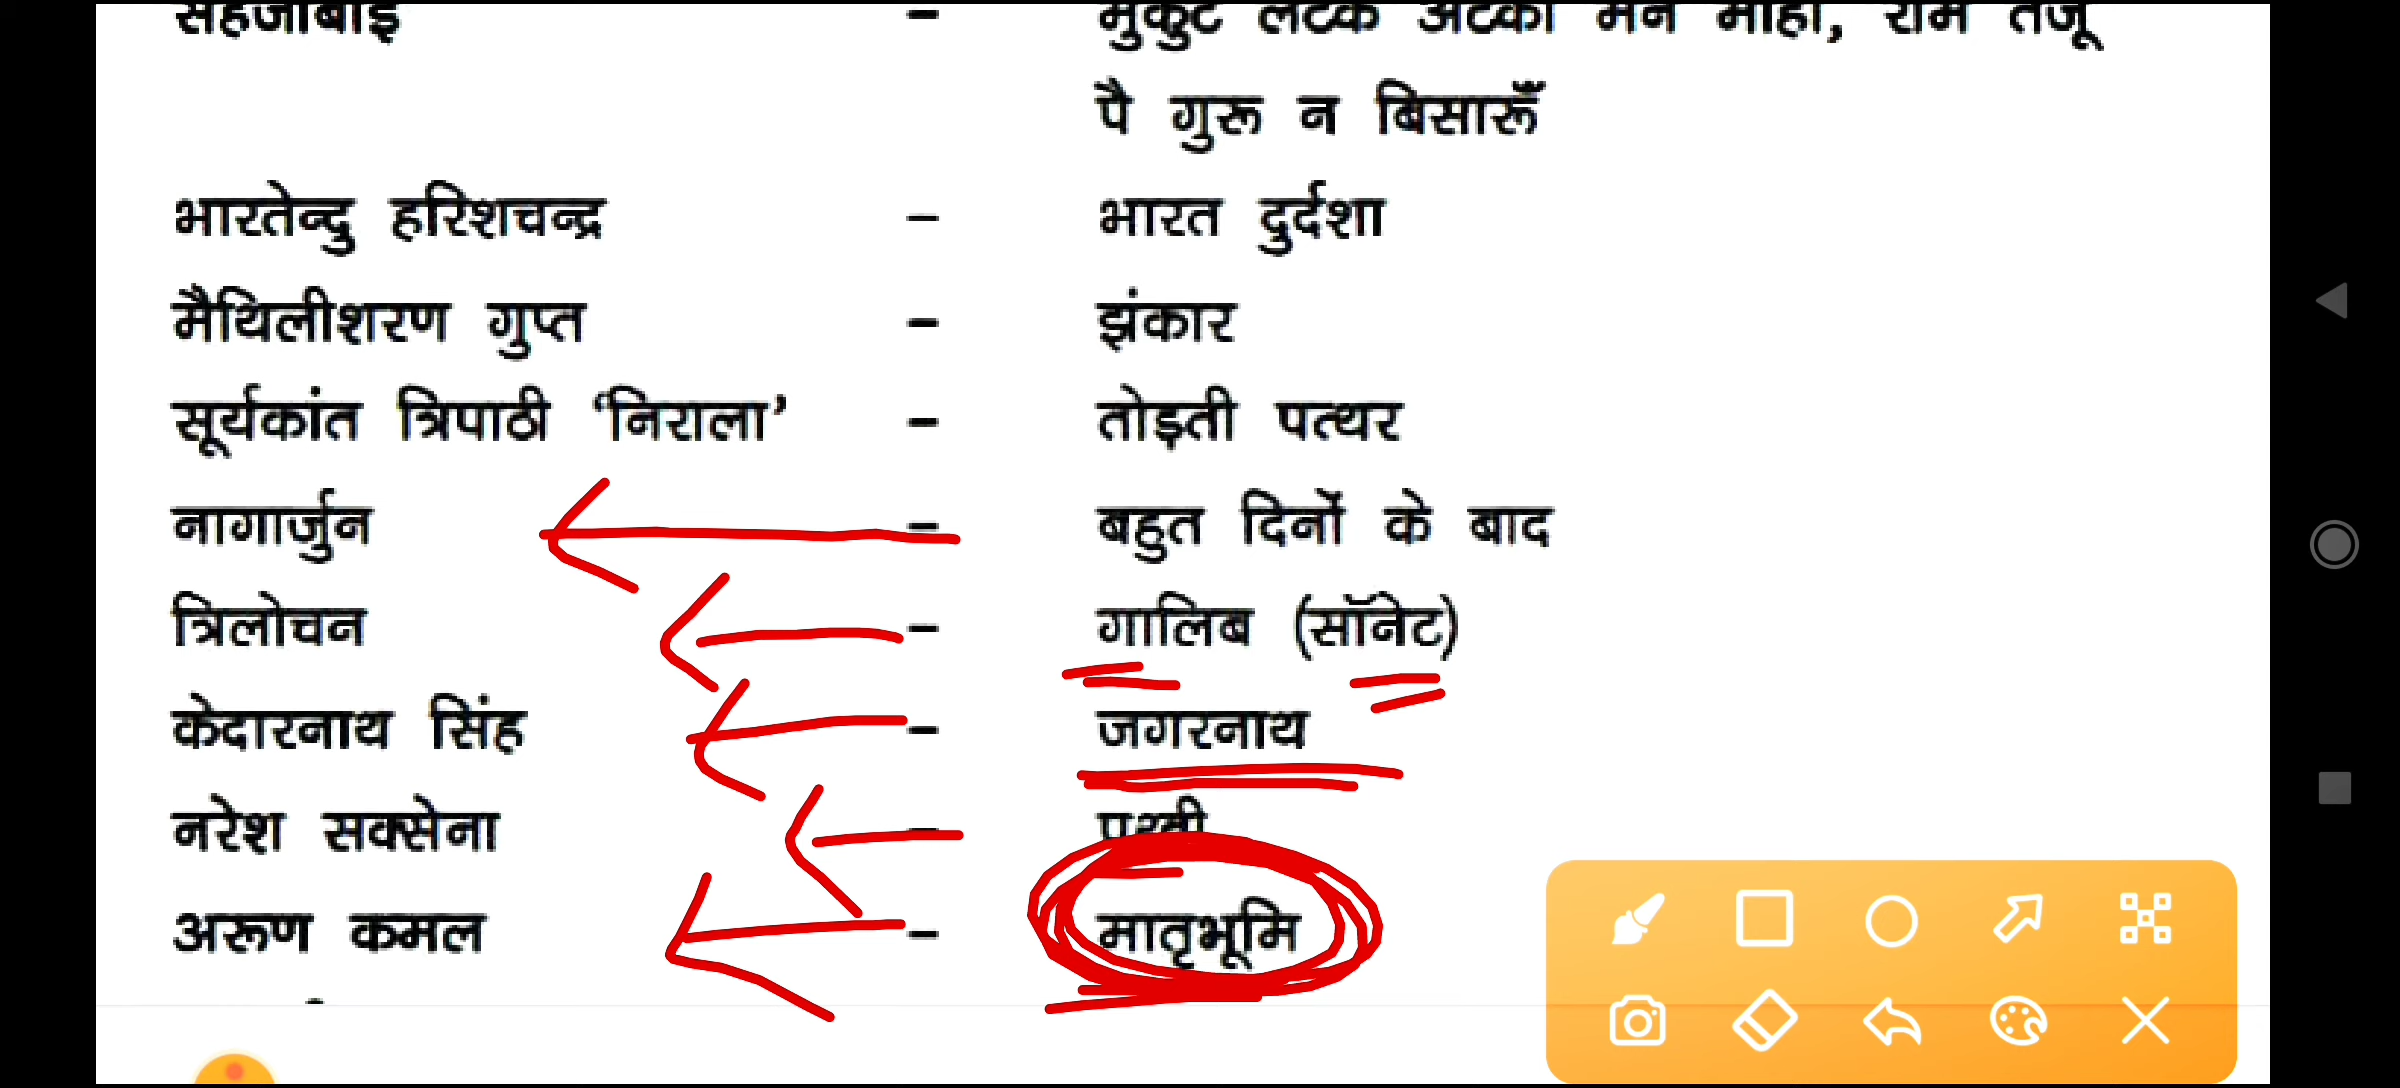 सहजोबाई – मुकुट लटक अटकी मन माहीं, राम तजूँ
पै गुरू न बिसारूँ
भारतेन्दु हरिशचन्द्र – भारत दुर्दशा
मैथिलीशरण गुप्त – झंकार
सूर्यकांत त्रिपाठी ‘निराला’ – तोड़ती पत्थर
नागार्जुन – बहुत दिनों के बाद
त्रिलोचन – गालिब (सॉनेट)
केदारनाथ सिंह – जगरनाथ
नरेश सक्सेना –
अरूण कमल – मातृभूमि